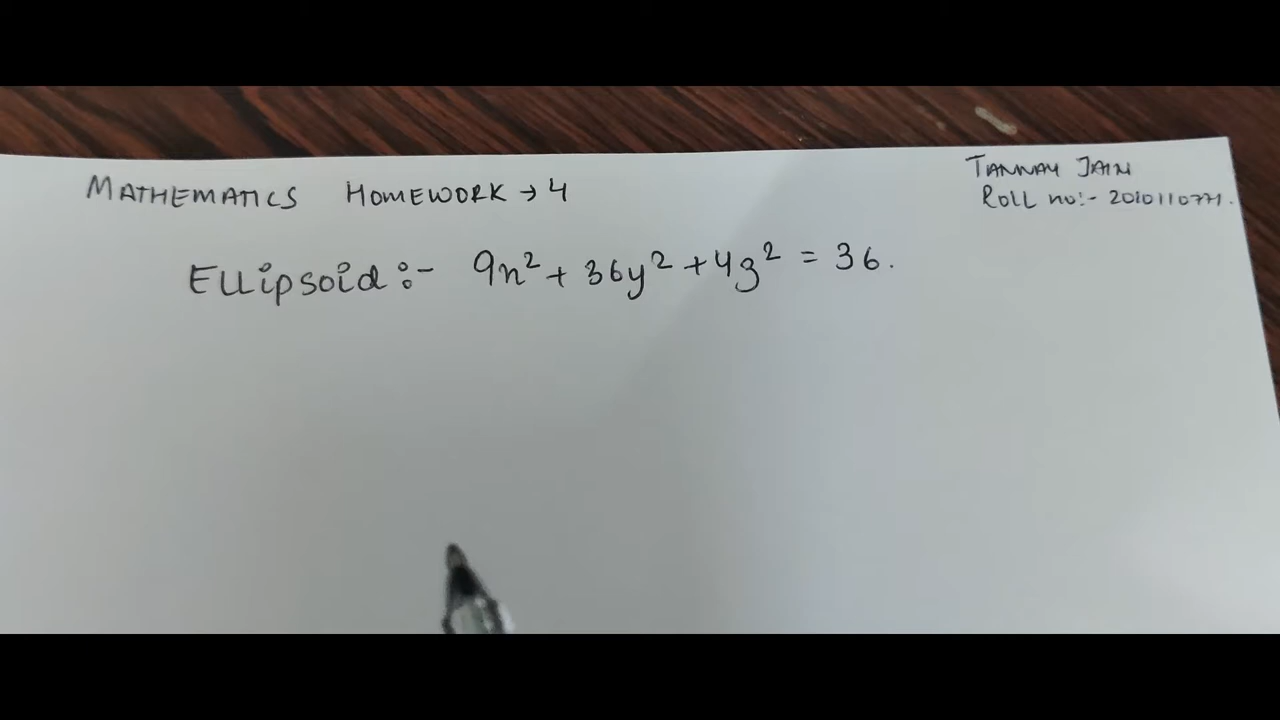 MATHEMATICS HOMEWORK → 4
TANMAY JAIN
Roll no:- 2010110771.
Ellipsoid :- 9x² + 36y² + 4z² = 36.